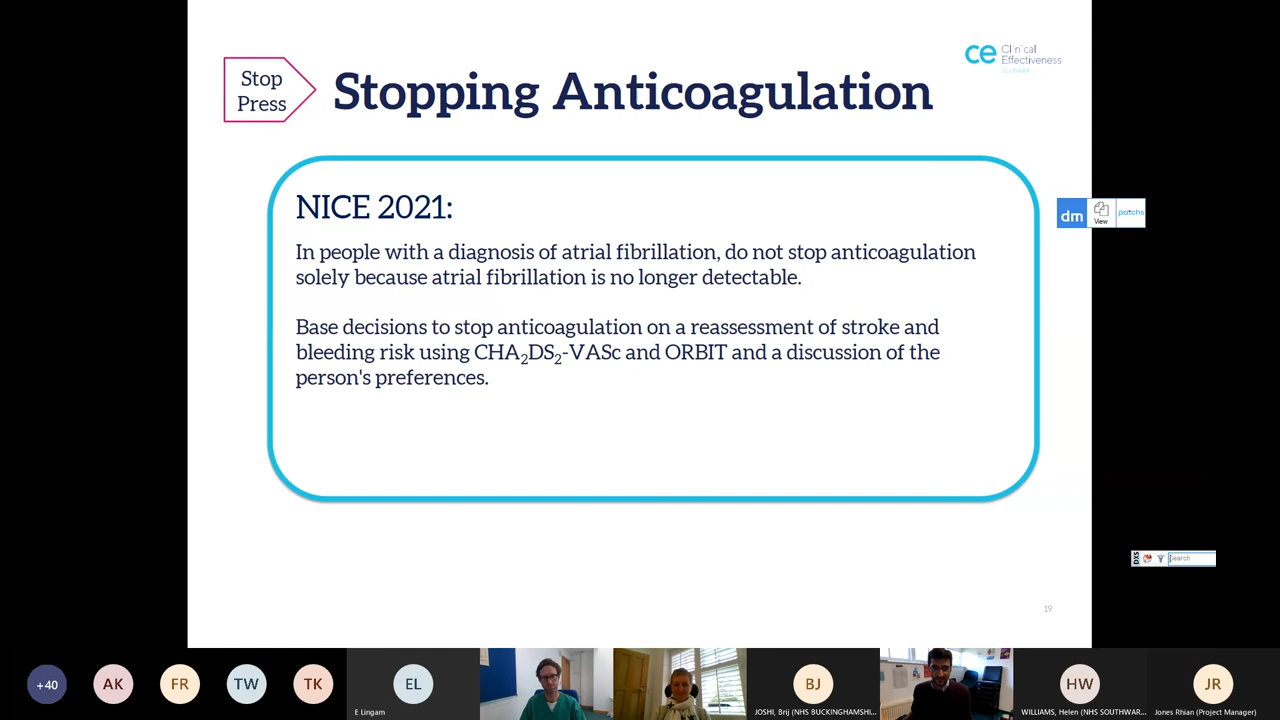 Stop
Press
Stopping Anticoagulation
ce Clinical
Effectiveness
Southwark
NICE 2021:
In people with a diagnosis of atrial fibrillation, do not stop anticoagulation
solely because atrial fibrillation is no longer detectable.
Base decisions to stop anticoagulation on a reassessment of stroke and
bleeding risk using CHA₂DS₂-VASc and ORBIT and a discussion of the
person's preferences.
dm
View
patchs
DXS
Search
19
+40
AK
FR
TW
TK
EL
BJ
HW
JR
E Lingam
JOSHI, Brij (NHS BUCKINGHAMSHI...
WILLIAMS, Helen (NHS SOUTHWAR...
Jones Rhian (Project Manager)